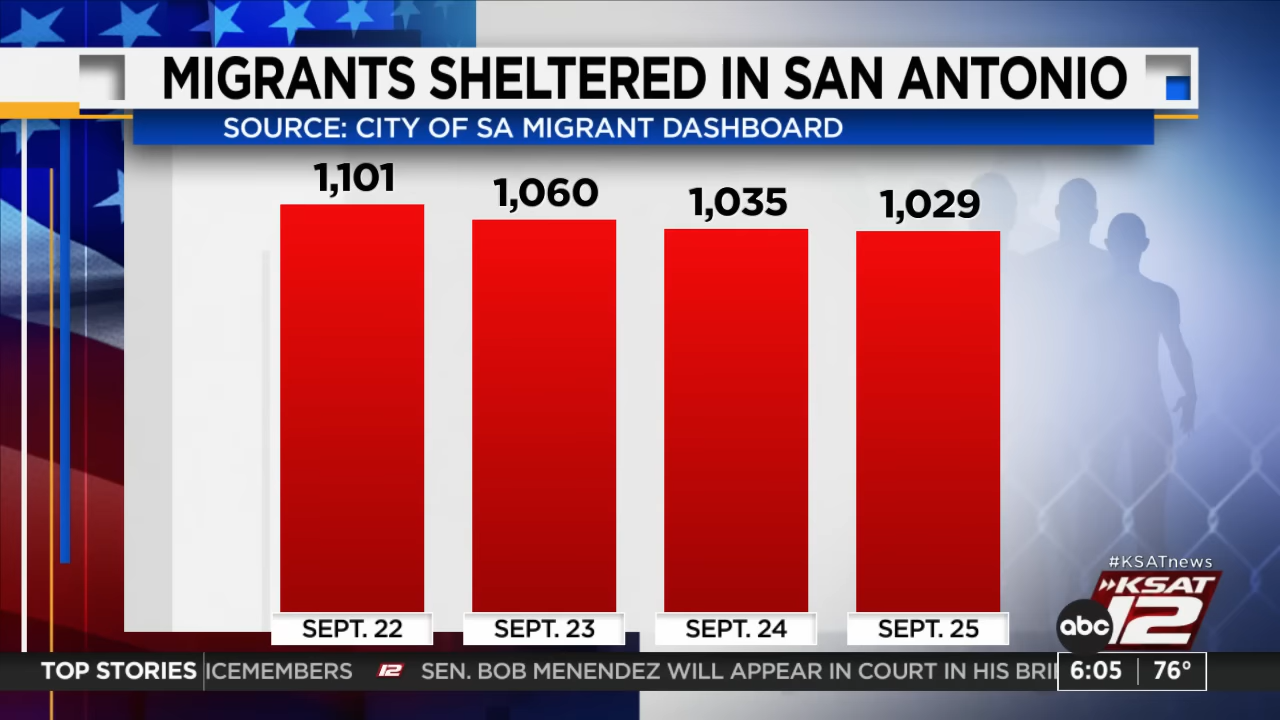 MIGRANTS SHELTERED IN SAN ANTONIO
SOURCE: CITY OF SA MIGRANT DASHBOARD
1,101
1,060
1,035
1,029
SEPT. 22
SEPT. 23
SEPT. 24
SEPT. 25
#KSATnews
KSAT
abc 12
TOP STORIES ICEMEMBERS 12 SEN. BOB MENENDEZ WILL APPEAR IN COURT IN HIS BRI 6:05 76°